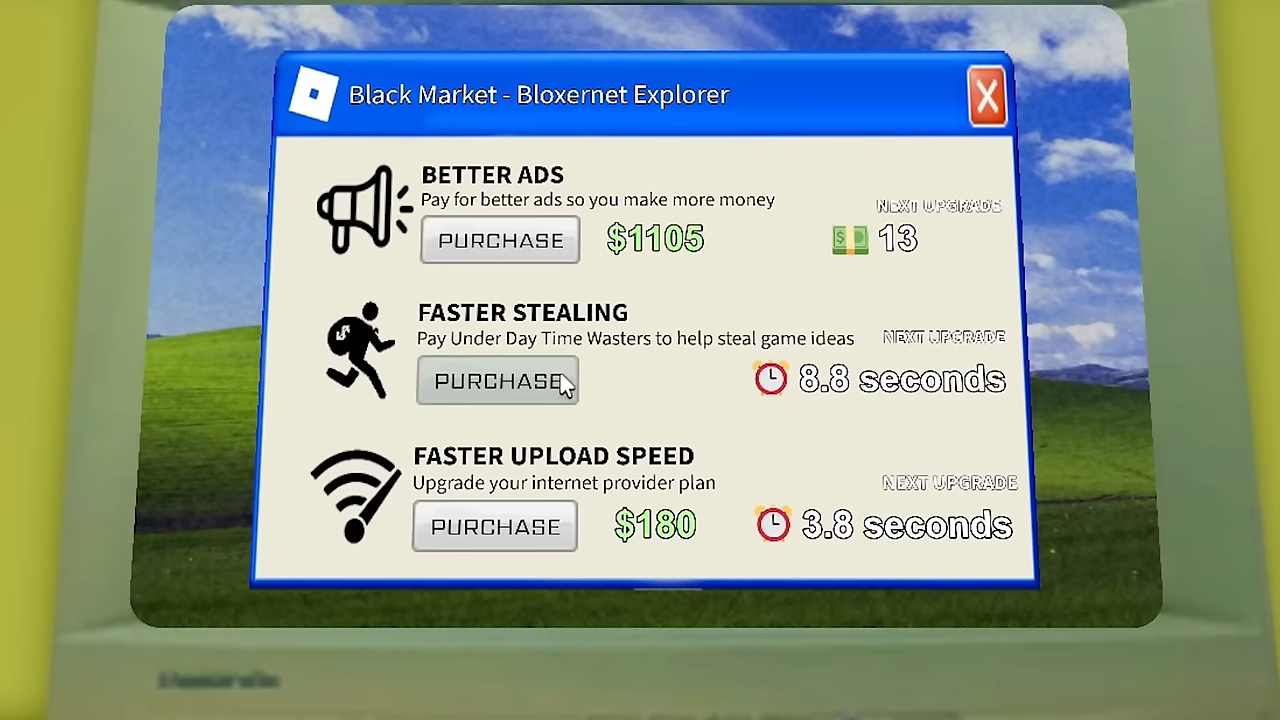 Black Market - Bloxernet Explorer
BETTER ADS
Pay for better ads so you make more money
NEXT UPGRADE
PURCHASE $1105 13
FASTER STEALING
Pay Under Day Time Wasters to help steal game ideas
NEXT UPGRADE
PURCHASE 8.8 seconds
FASTER UPLOAD SPEED
Upgrade your internet provider plan
NEXT UPGRADE
PURCHASE $180 3.8 seconds